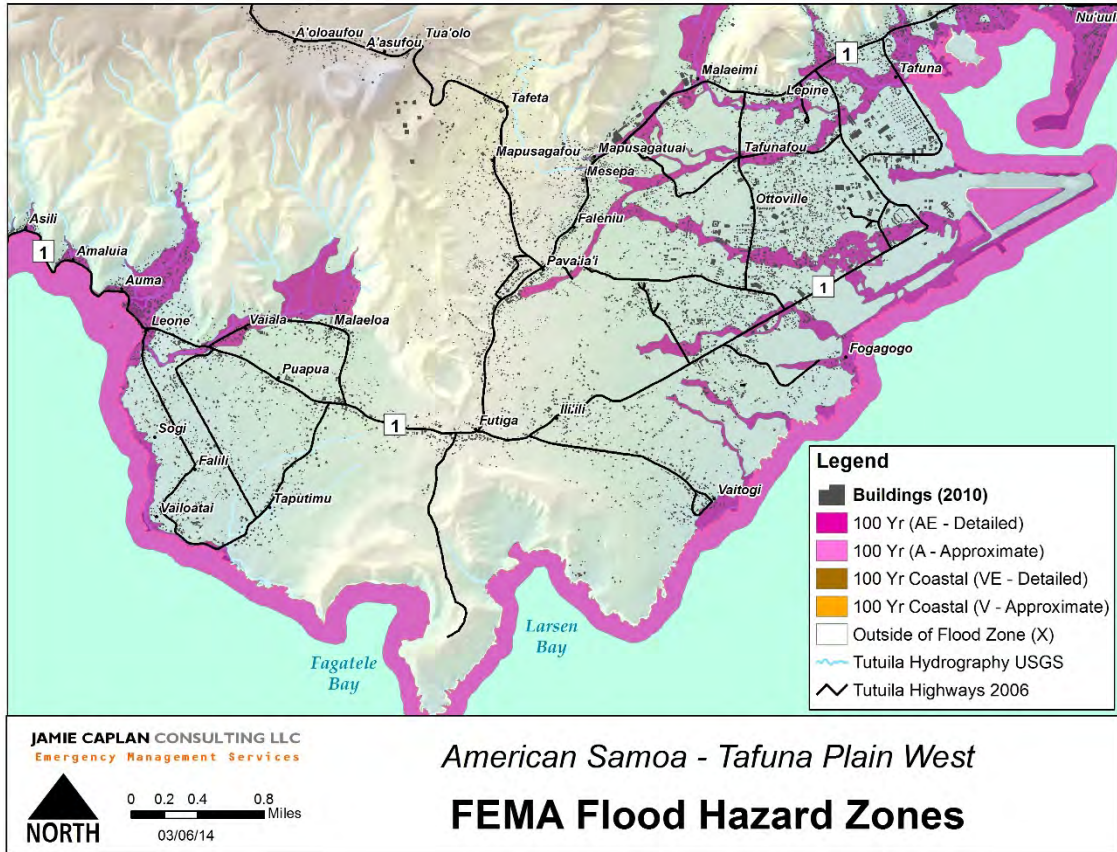 A'oloaufou
A'asufou
Tua'olo
Nu'uuli
1
Tafuna
Malaeimi
Lepine
Tafeta
Mapusagafou
Mapusagatuai
Tafunafou
Mesepa
Ottoville
Faleniu
Asili
1
Amaluia
Auma
Pava'ia'i
1
Leone
Vaiala
Malaeloa
Fogagogo
Puapua
Ili'ili
Futiga
1
Sogi
Falili
Taputimu
Vailoatai
Vaitogi
Larsen
Bay
Fagatele
Bay
Legend
Buildings (2010)
100 Yr (AE - Detailed)
100 Yr (A - Approximate)
100 Yr Coastal (VE - Detailed)
100 Yr Coastal (V - Approximate)
Outside of Flood Zone (X)
Tutuila Hydrography USGS
Tutuila Highways 2006
JAMIE CAPLAN CONSULTING LLC
Emergency Management Services
NORTH
0 0.2 0.4 0.8
Miles
03/06/14
American Samoa - Tafuna Plain West
FEMA Flood Hazard Zones